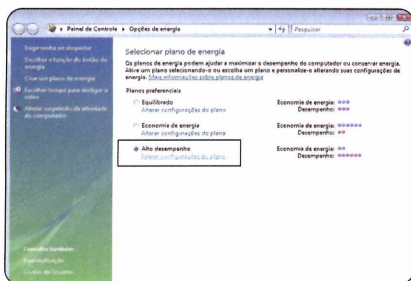 Painel de Controle ▸ Opções de energia
Pesquisar
Exigir senha ao despertar
Escolher a função do botão de energia
Criar um plano de energia
Escolher tempo para desligar o vídeo
Alterar suspensão da atividade do computador
Selecionar plano de energia
Os planos de energia podem ajudar a maximizar o desempenho do computador ou conservar energia.
Ative um plano selecionando-o ou escolha um plano e personalize-o alterando suas configurações de
energia. Mais informações sobre planos de energia
Planos preferenciais
Equilibrado Economia de energia:
Alterar configurações do plano Desempenho:
Economia de energia Economia de energia:
Alterar configurações do plano Desempenho:
Alto desempenho Economia de energia:
Alterar configurações do plano Desempenho:
Consulte também
Personalização
Contas de Usuário